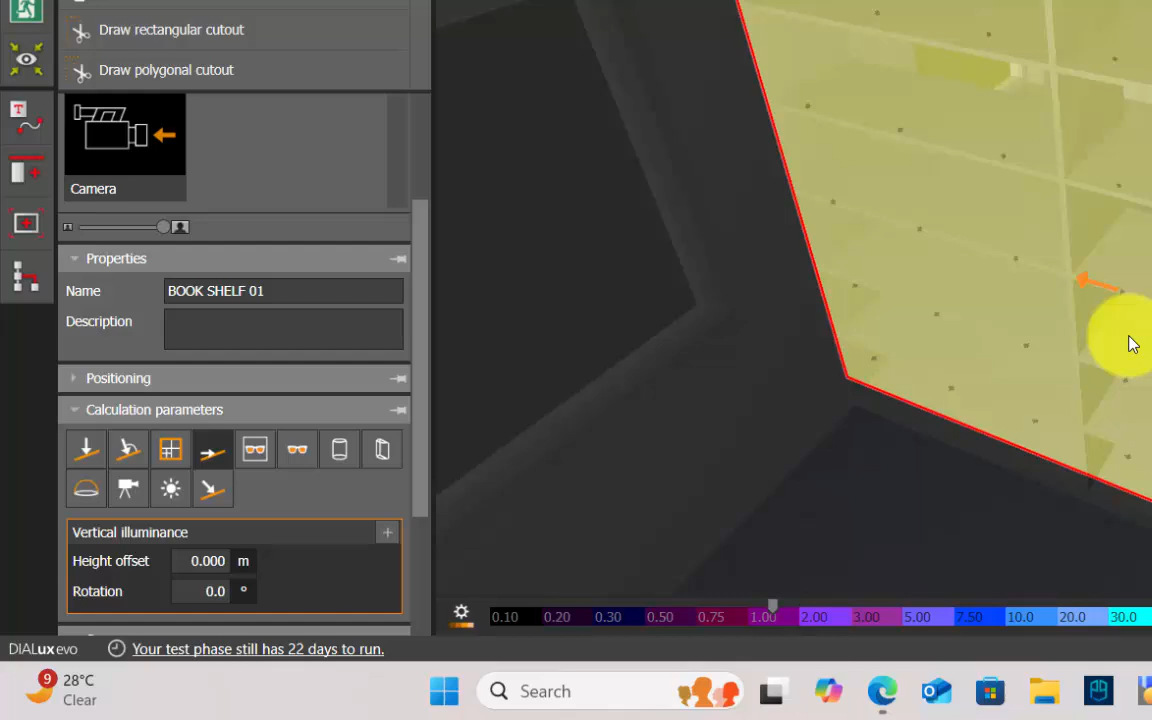 Draw rectangular cutout
Draw polygonal cutout
T
Camera
Properties
Name BOOK SHELF 01
Description
Positioning
Calculation parameters
Vertical illuminance +
Height offset 0.000 m
Rotation 0.0 °
0.10 0.20 0.30 0.50 0.75 1.00 2.00 3.00 5.00 7.50 10.0 20.0 30.0
DIALux evo Your test phase still has 22 days to run.
9 28°C
Clear
Search